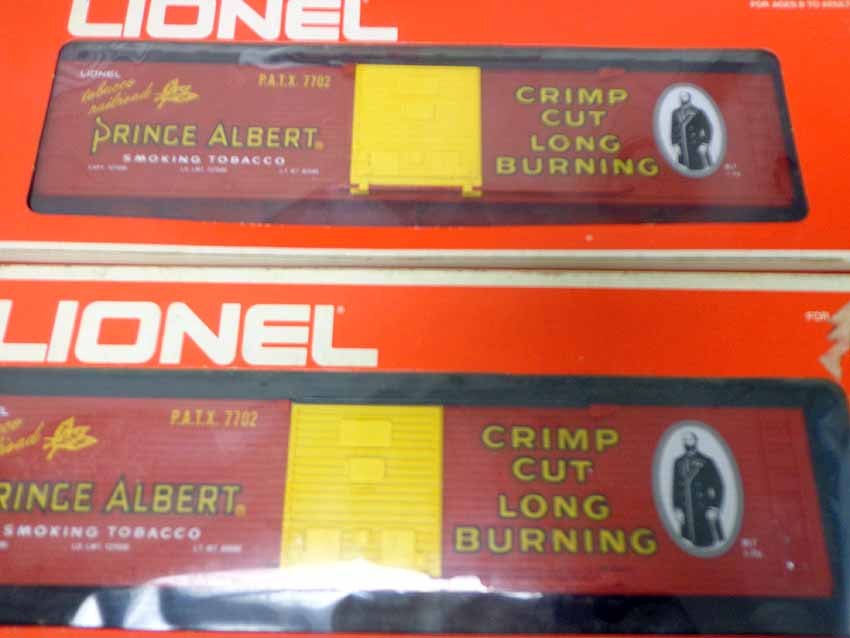 LIONEL
FOR AGES 8 TO ADULT
LIONEL
tobacco
railroad
P.A.T.X. 7702
PRINCE ALBERT
SMOKING TOBACCO
CRIMP
CUT
LONG
BURNING
LIONEL
FOR
P.A.T.X. 7702
RINCE ALBERT
SMOKING TOBACCO
CRIMP
CUT
LONG
BURNING